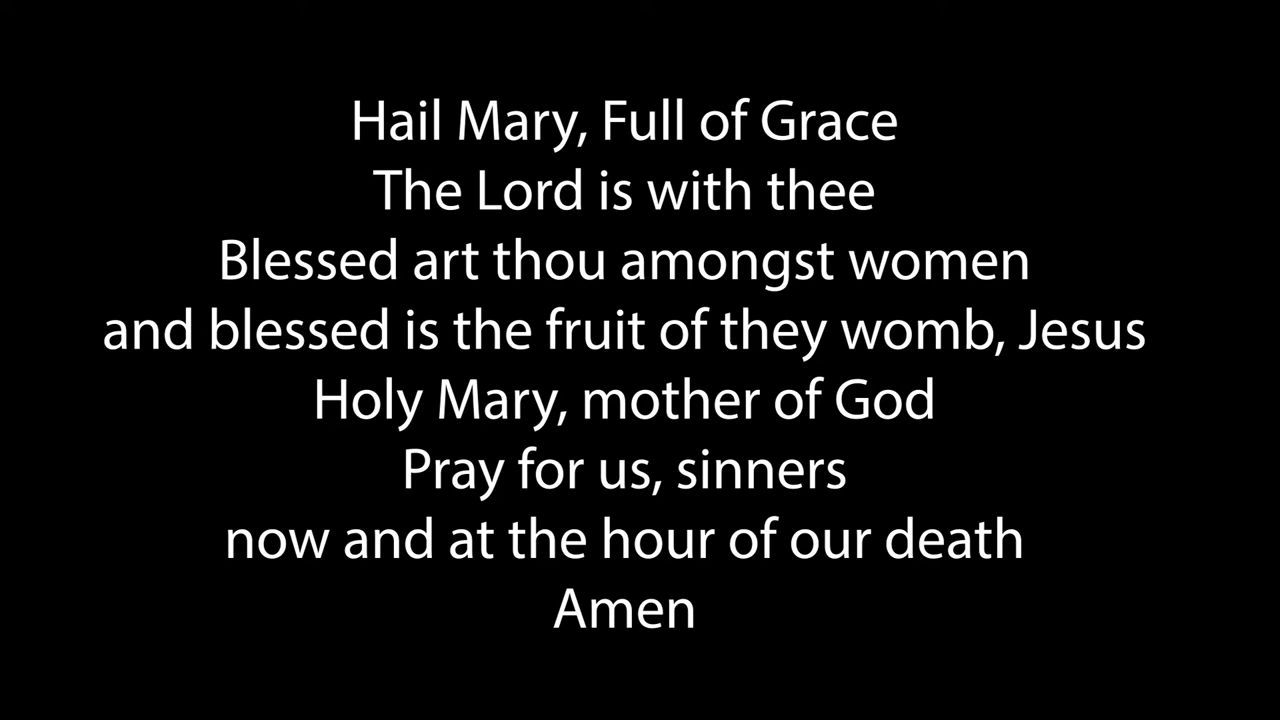 Hail Mary, Full of Grace
The Lord is with thee
Blessed art thou amongst women
and blessed is the fruit of they womb, Jesus
Holy Mary, mother of God
Pray for us, sinners
now and at the hour of our death
Amen